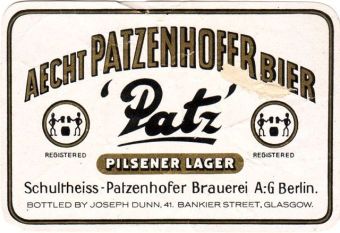 AECHT PATZENHOFER BIER
'Patz'
REGISTERED REGISTERED
PILSENER LAGER
Schultheiss-Patzenhofer Brauerei A:G Berlin.
BOTTLED BY JOSEPH DUNN, 41. BANKIER STREET, GLASGOW.